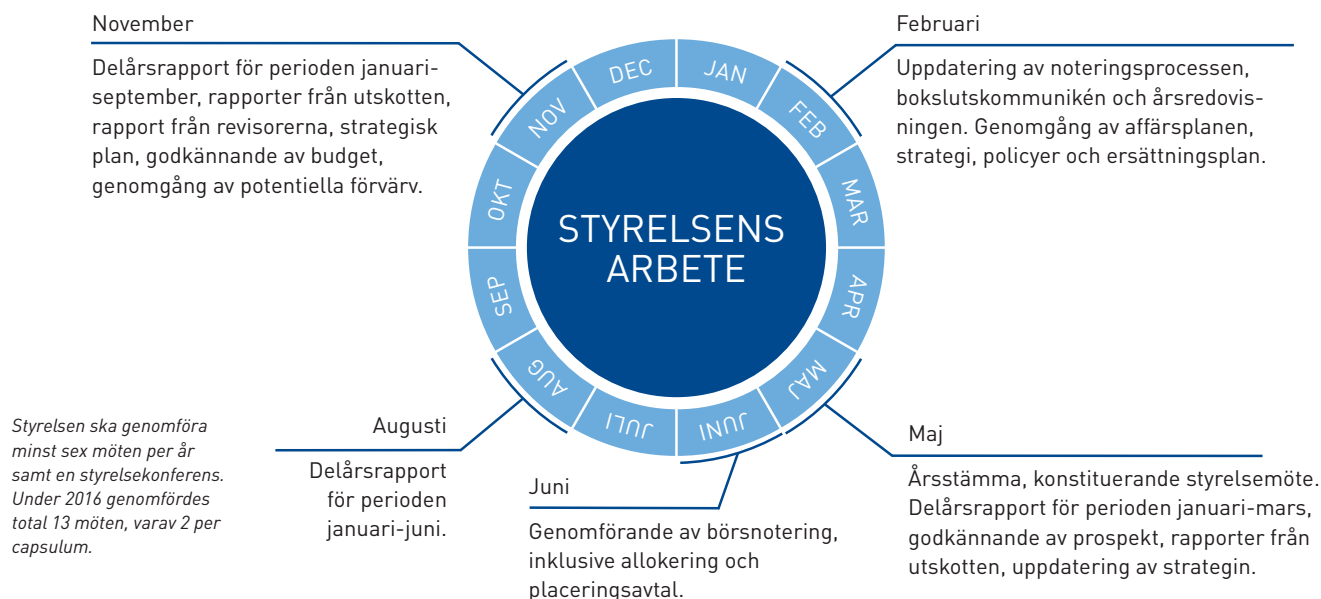 November
Delårsrapport för perioden januari-
september, rapporter från utskotten,
rapport från revisorerna, strategisk
plan, godkännande av budget,
genomgång av potentiella förvärv.
Februari
Uppdatering av noteringsprocessen,
bokslutskommunikén och årsredovis-
ningen. Genomgång av affärsplanen,
strategi, policyer och ersättningsplan.
JAN
FEB
MAR
APR
MAJ
JUNI
JULI
AUG
SEP
OKT
NOV
DEC
STYRELSENS
ARBETE
Styrelsen ska genomföra
minst sex möten per år
samt en styrelsekonferens.
Under 2016 genomfördes
total 13 möten, varav 2 per
capsulum.
Augusti
Delårsrapport
för perioden
januari-juni.
Juni
Genomförande av börsnotering,
inklusive allokering och
placeringsavtal.
Maj
Årsstämma, konstituerande styrelsemöte.
Delårsrapport för perioden januari-mars,
godkännande av prospekt, rapporter från
utskotten, uppdatering av strategin.